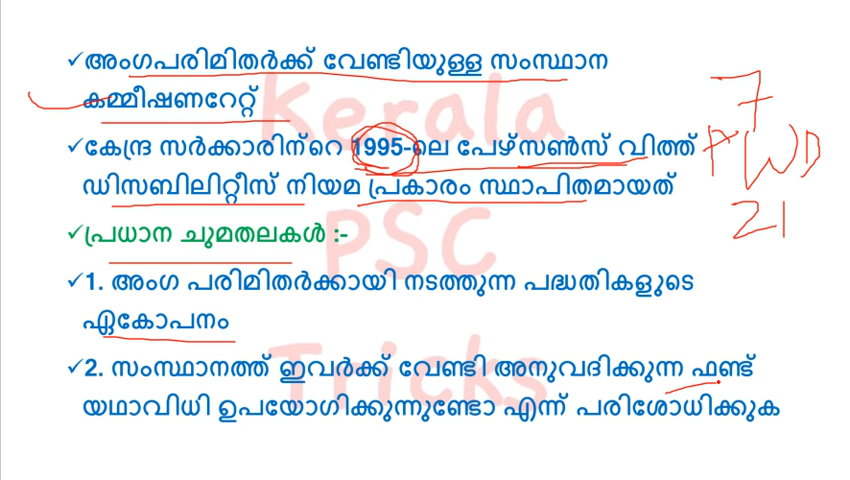 ✓അംഗപരിമിതർക്ക് വേണ്ടിയുള്ള സംസ്ഥാന
കമ്മീഷണറേറ്റ്
✓കേന്ദ്ര സർക്കാരിന്റെ 1995-ലെ പേഴ്സൺസ് വിത്ത്
ഡിസബിലിറ്റീസ് നിയമ പ്രകാരം സ്ഥാപിതമായത്
✓പ്രധാന ചുമതലകൾ :-
✓1. അംഗ പരിമിതർക്കായി നടത്തുന്ന പദ്ധതികളുടെ
ഏകോപനം
✓2. സംസ്ഥാനത്ത് ഇവർക്ക് വേണ്ടി അനുവദിക്കുന്ന ഫണ്ട്
യഥാവിധി ഉപയോഗിക്കുന്നുണ്ടോ എന്ന് പരിശോധിക്കുക
Kerala
PSC
Tricks
7
PWD
21